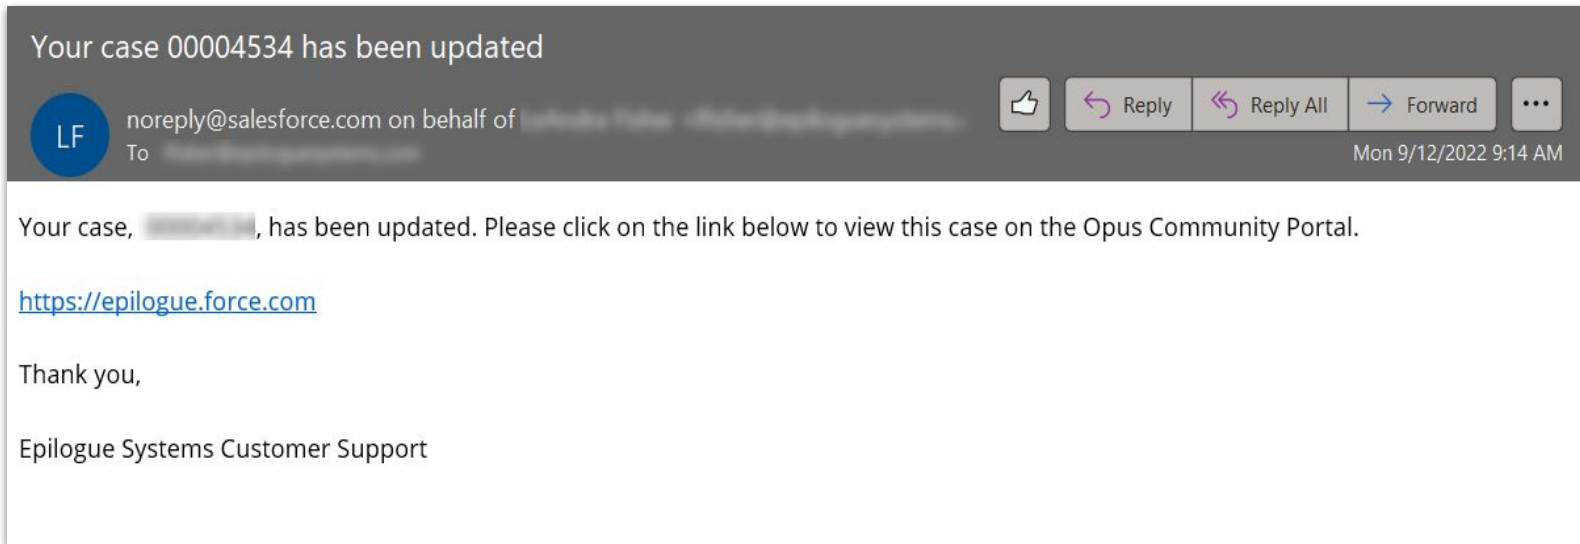 Your case 00004534 has been updated
LF
noreply@salesforce.com on behalf of
To
Reply
Reply All
Forward
Mon 9/12/2022 9:14 AM
Your case, , has been updated. Please click on the link below to view this case on the Opus Community Portal.
https://epilogue.force.com
Thank you,
Epilogue Systems Customer Support